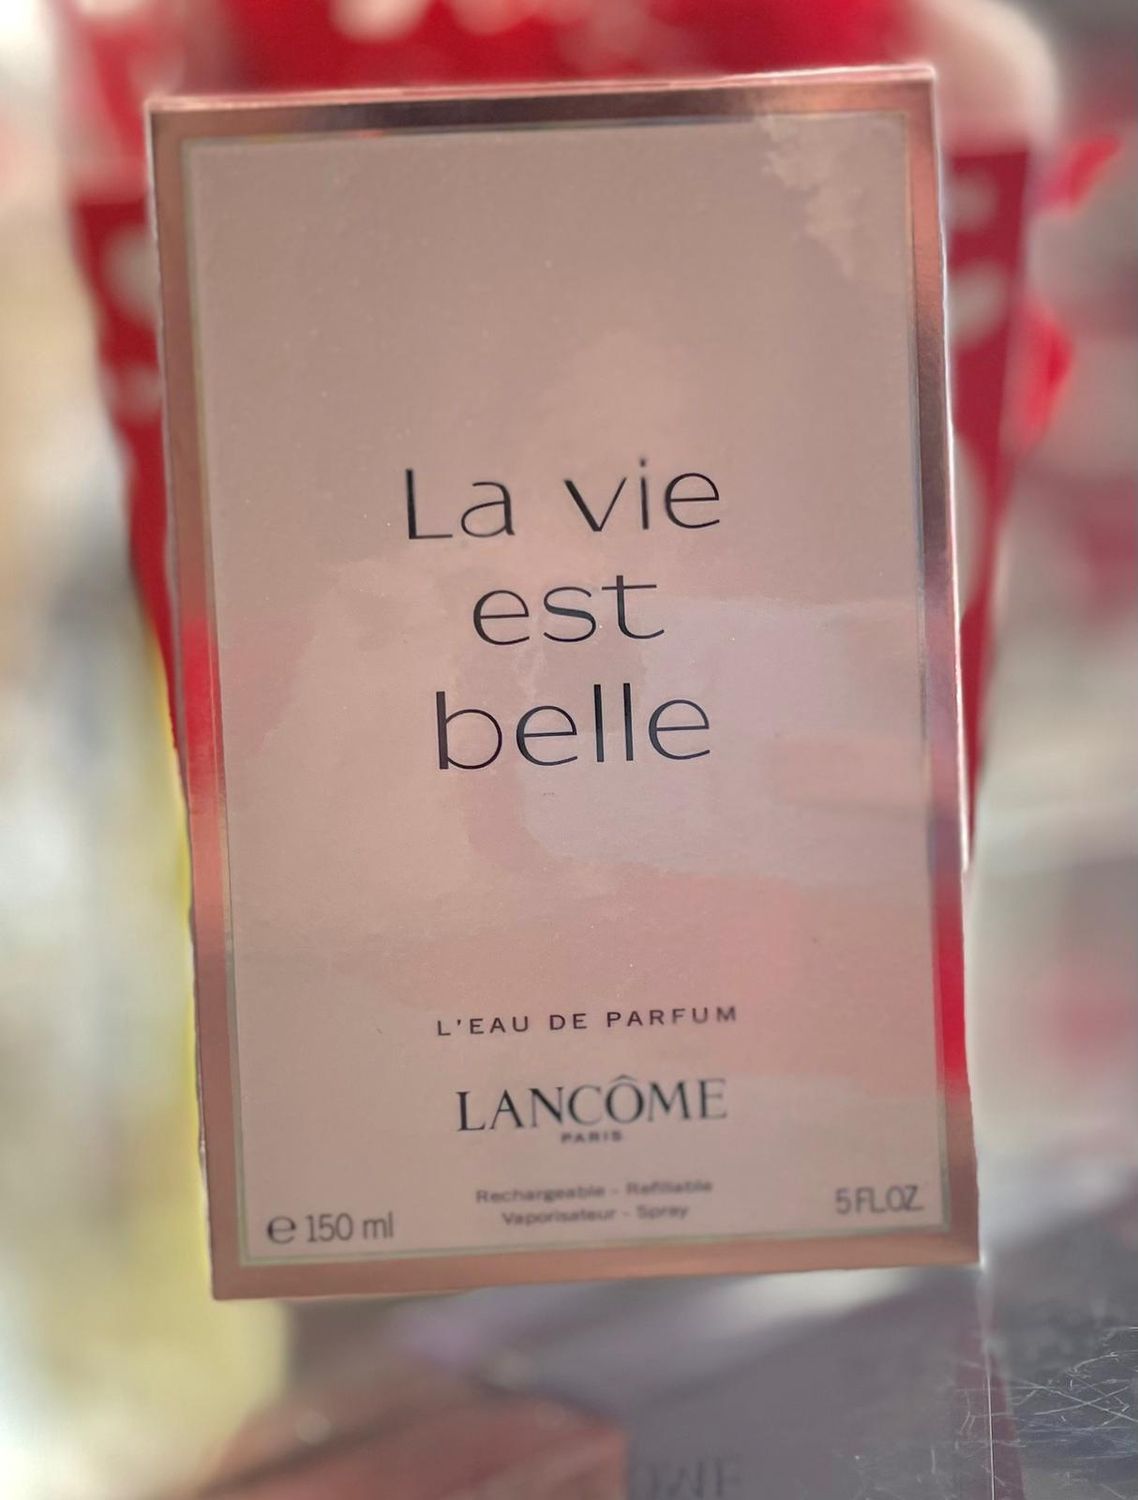 La vie
est
belle
L'EAU DE PARFUM
LANCÔME
PARIS
Rechargeable - Refillable
Vaporisateur - Spray
℮ 150 ml
5 FL.OZ.